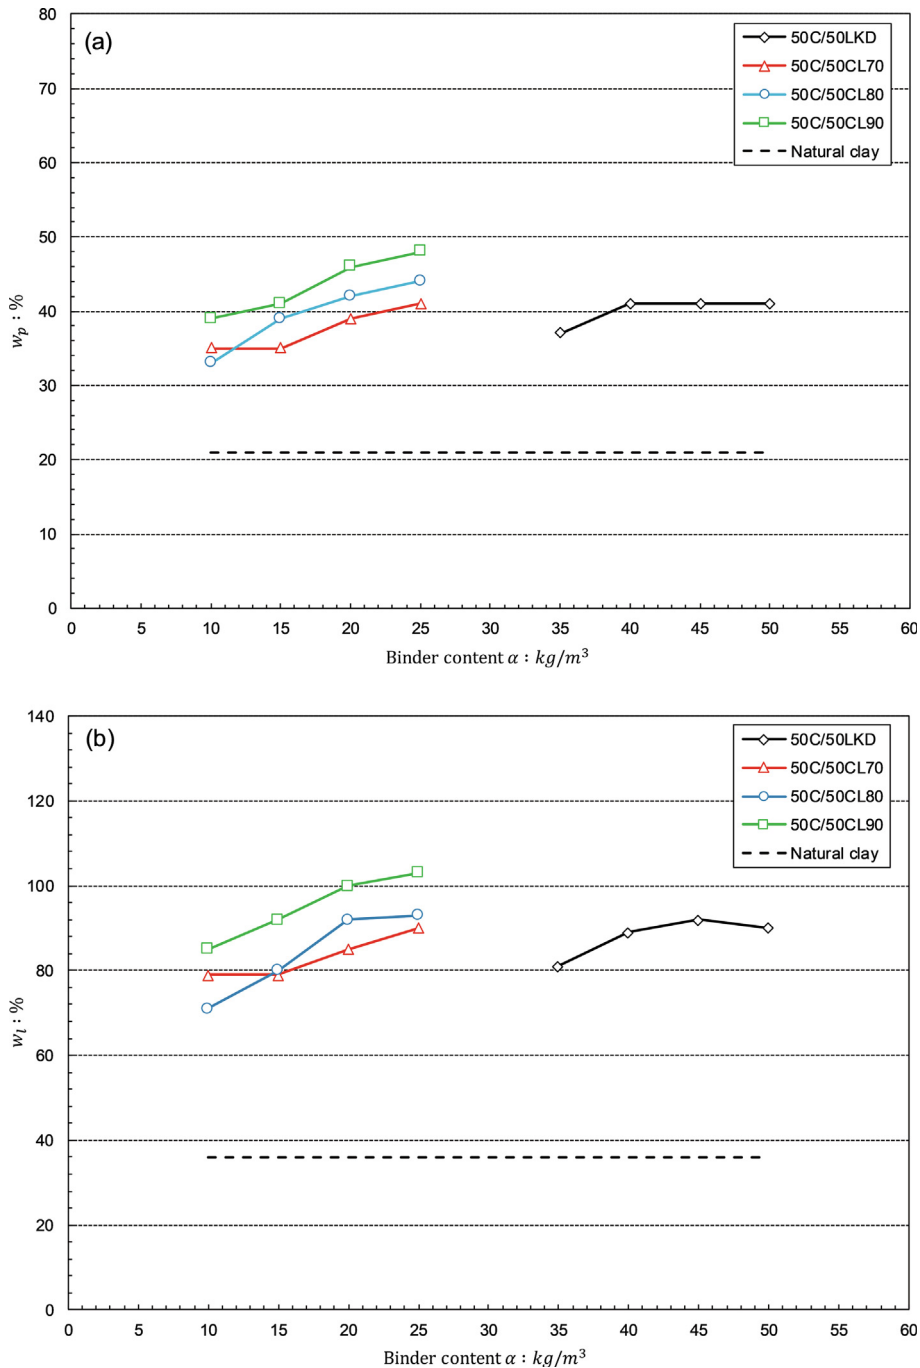 (a)
50C/50LKD
50C/50CL70
50C/50CL80
50C/50CL90
Natural clay
80
70
60
50
40
30
20
10
0
w_p : %
0 5 10 15 20 25 30 35 40 45 50 55 60
Binder content α : kg/m³
(b)
50C/50LKD
50C/50CL70
50C/50CL80
50C/50CL90
Natural clay
140
120
100
80
60
40
20
0
w_l : %
0 5 10 15 20 25 30 35 40 45 50 55 60
Binder content α : kg/m³